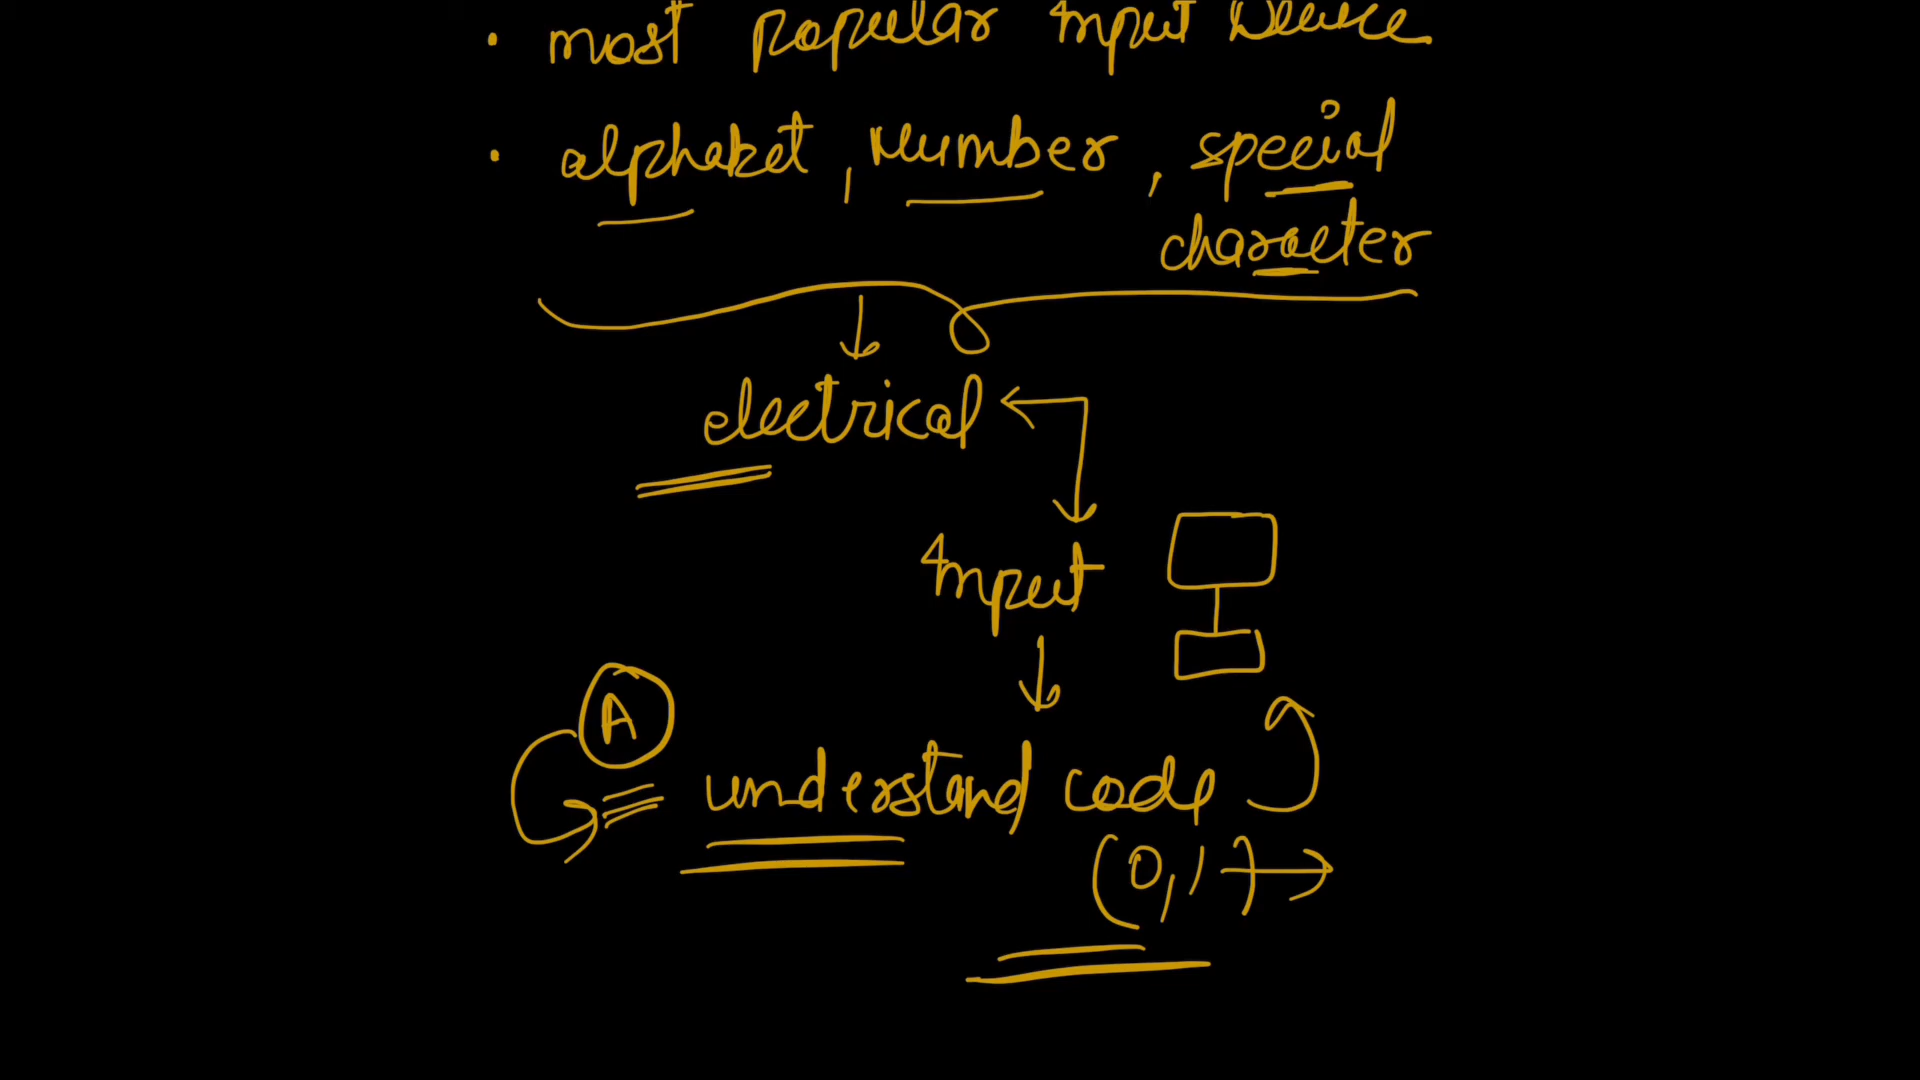 • most popular Input Device
• alphabet, Number, special
character
electrical
Input
A
understand code
(0,1)